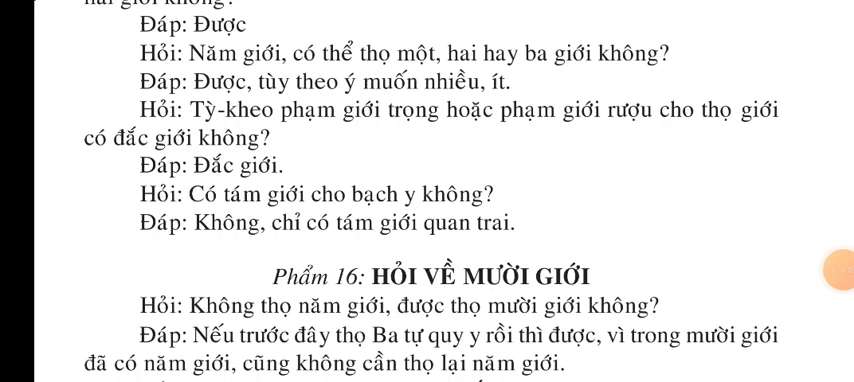 Đáp: Được
Hỏi: Năm giới, có thể thọ một, hai hay ba giới không?
Đáp: Được, tùy theo ý muốn nhiều, ít.
Hỏi: Tỳ-kheo phạm giới trọng hoặc phạm giới rượu cho thọ giới
có đắc giới không?
Đáp: Đắc giới.
Hỏi: Có tám giới cho bạch y không?
Đáp: Không, chỉ có tám giới quan trai.
Phẩm 16: HỎI VỀ MƯỜI GIỚI
Hỏi: Không thọ năm giới, được thọ mười giới không?
Đáp: Nếu trước đây thọ Ba tự quy y rồi thì được, vì trong mười giới
đã có năm giới, cũng không cần thọ lại năm giới.